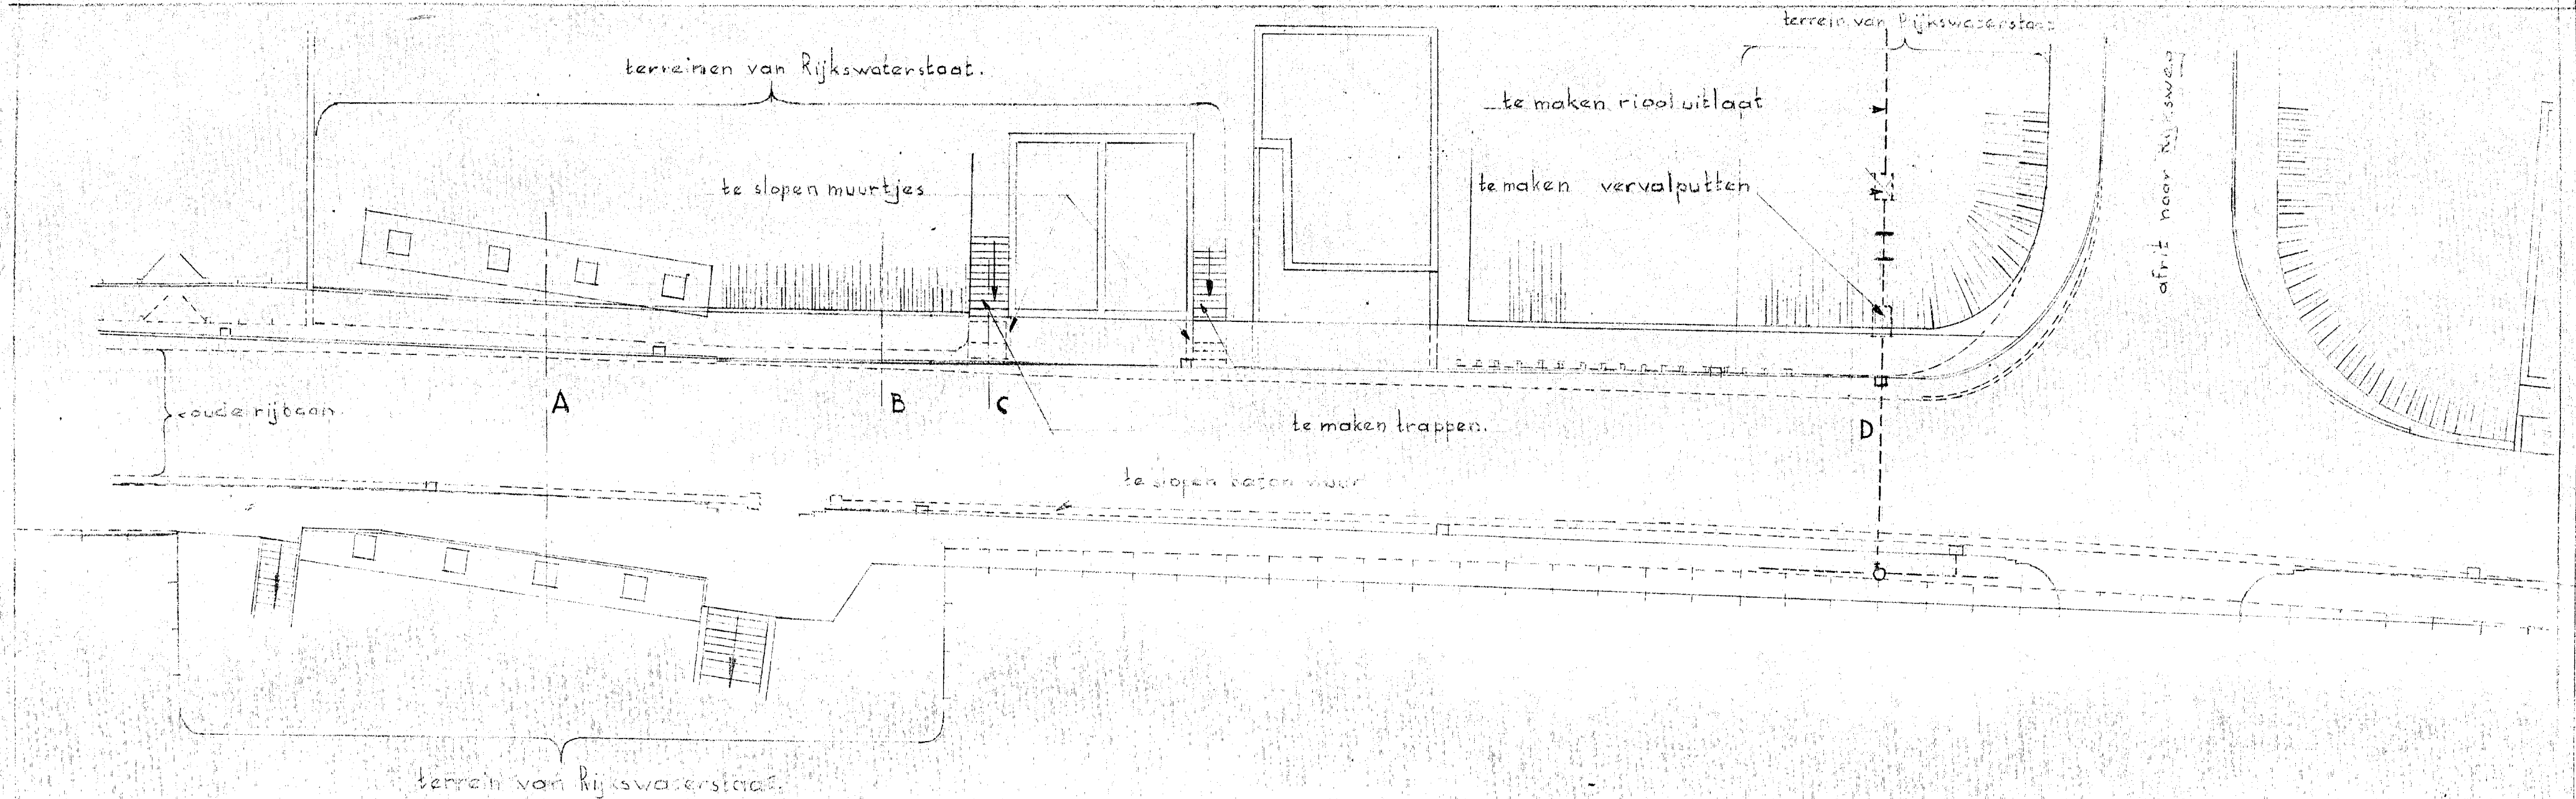 terrein van Rijkswaterstaat
terreinen van Rijkswaterstaat.
te maken riool uitlaat
te slopen muurtjes
te maken vervalputten
afrit naar Rijksweg
A
B
C
oude rijbaan.
te maken trappen.
D
te slopen beton muur
terrein van Rijkswaterstaat.